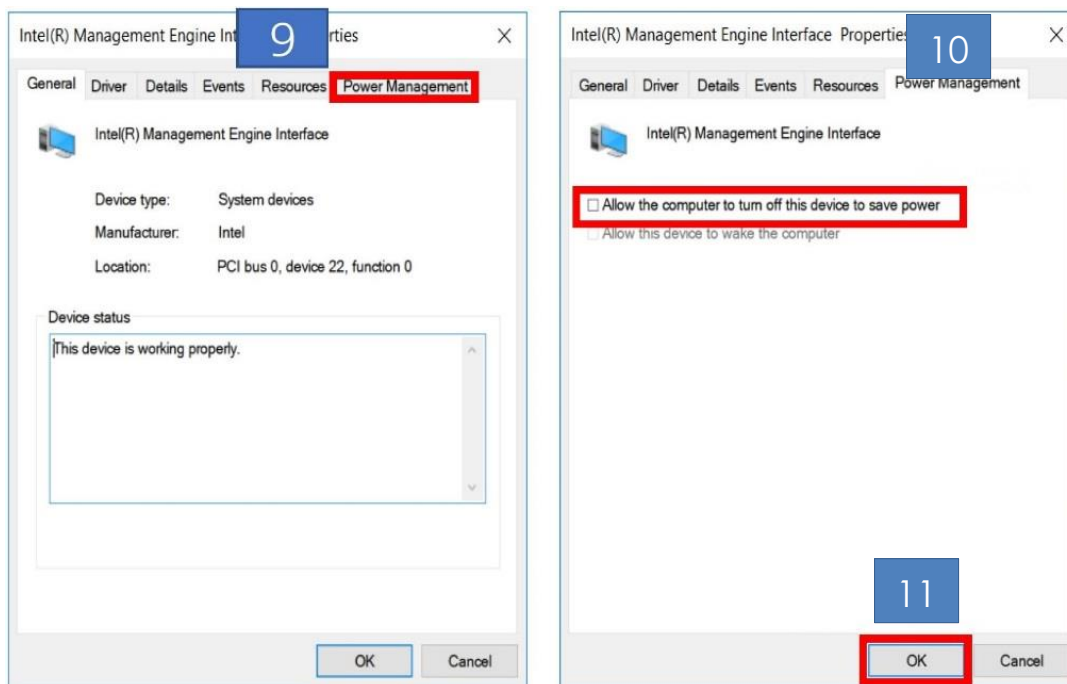 Intel(R) Management Engine Int
9
rties
General Driver Details Events Resources Power Management
Intel(R) Management Engine Interface
Device type: System devices
Manufacturer: Intel
Location: PCI bus 0, device 22, function 0
Device status
This device is working properly.
OK Cancel
Intel(R) Management Engine Interface Propertie
10
General Driver Details Events Resources Power Management
Intel(R) Management Engine Interface
Allow the computer to turn off this device to save power
Allow this device to wake the computer
11
OK Cancel